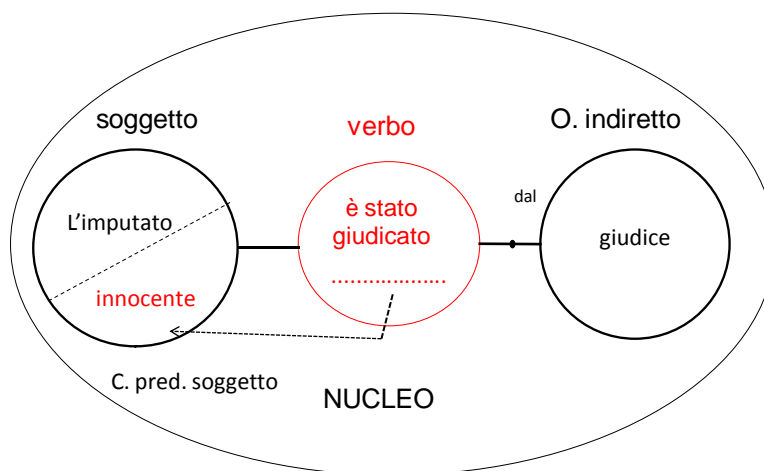 soggetto
verbo
O. indiretto
L’imputato
innocente
è stato
giudicato
...................
dal
giudice
C. pred. soggetto
NUCLEO